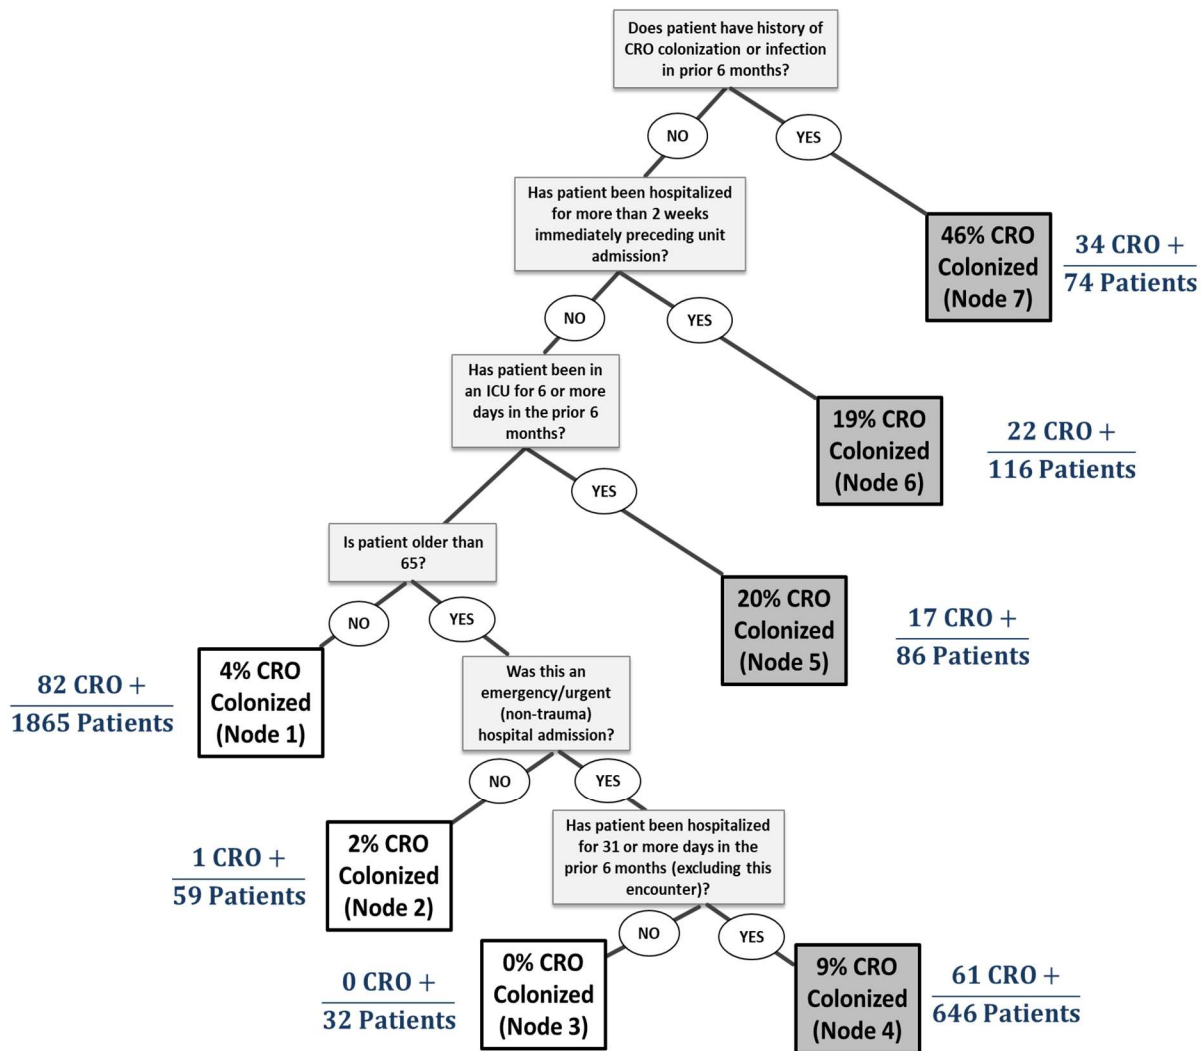 Does patient have history of
CRO colonization or infection
in prior 6 months?
NO
YES
Has patient been hospitalized
for more than 2 weeks
immediately preceding unit
admission?
46% CRO
Colonized
(Node 7)
34 CRO +
74 Patients
NO
YES
Has patient been in
an ICU for 6 or more
days in the prior 6
months?
19% CRO
Colonized
(Node 6)
22 CRO +
116 Patients
YES
Is patient older than
65?
20% CRO
Colonized
(Node 5)
17 CRO +
86 Patients
NO
YES
82 CRO +
1865 Patients
4% CRO
Colonized
(Node 1)
Was this an
emergency/urgent
(non-trauma)
hospital admission?
NO
YES
1 CRO +
59 Patients
2% CRO
Colonized
(Node 2)
Has patient been hospitalized
for 31 or more days in the
prior 6 months (excluding this
encounter)?
NO
YES
0 CRO +
32 Patients
0% CRO
Colonized
(Node 3)
9% CRO
Colonized
(Node 4)
61 CRO +
646 Patients